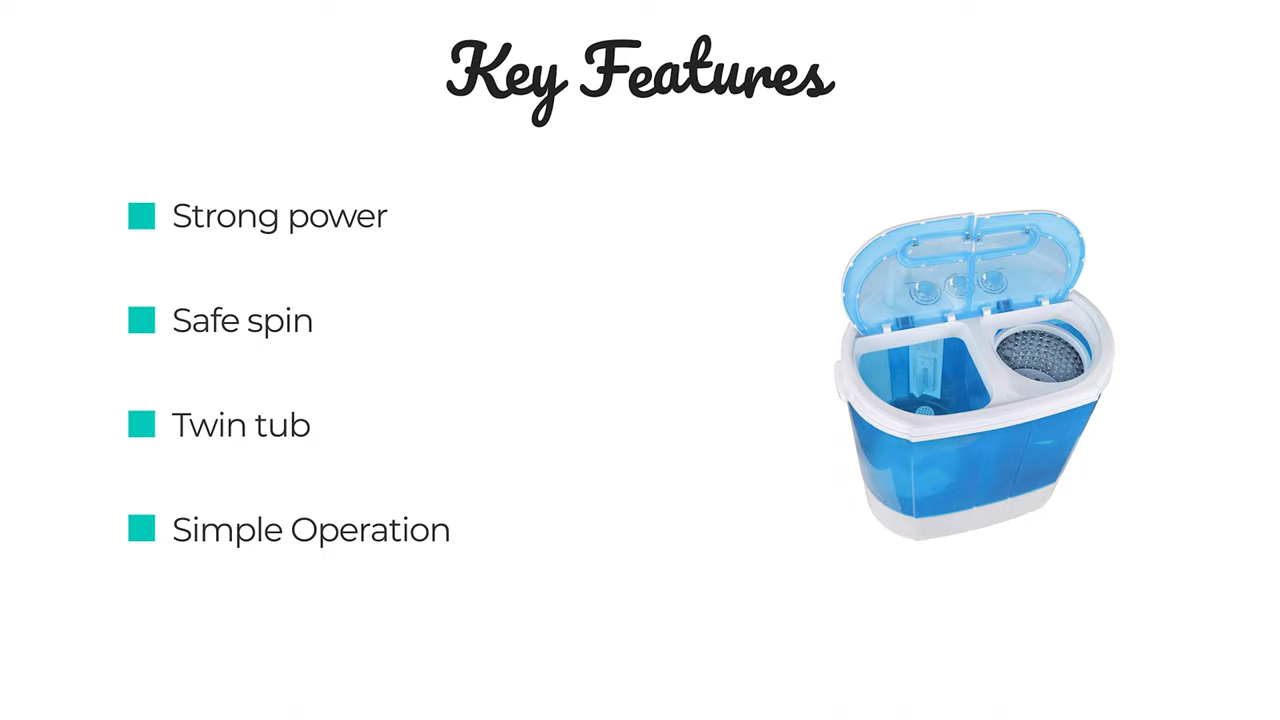 Key Features
Strong power
Safe spin
Twin tub
Simple Operation